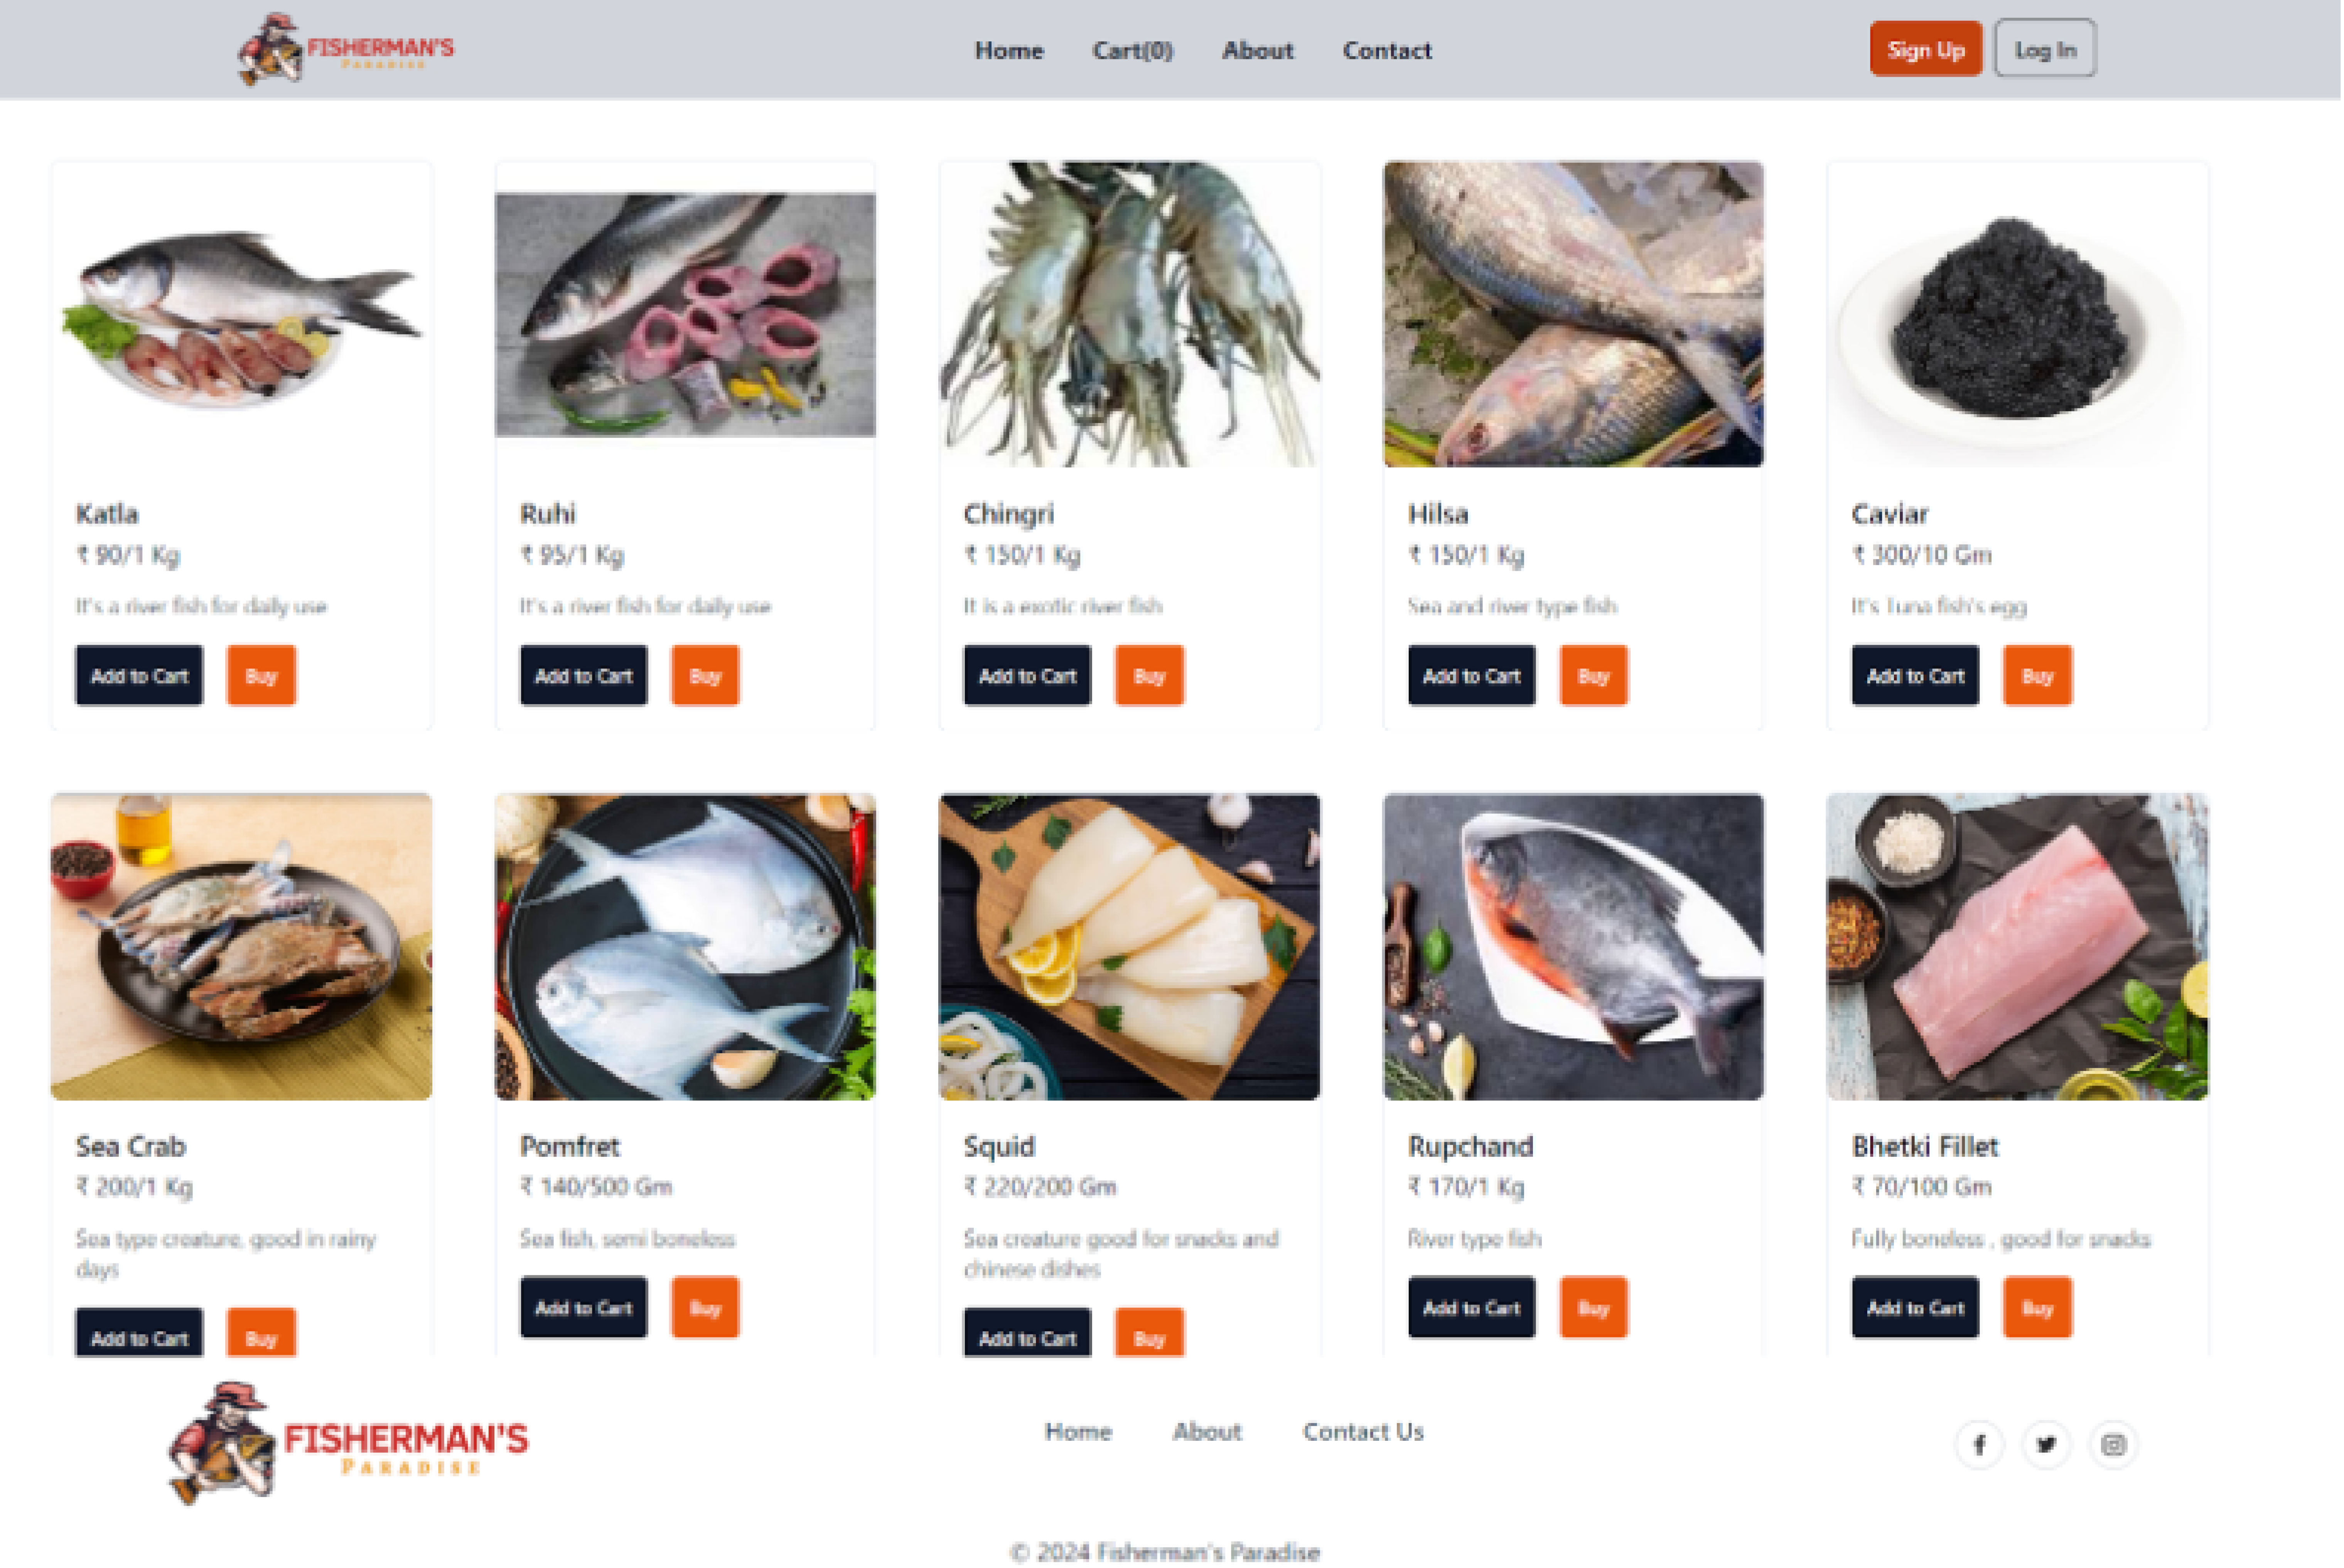 FISHERMAN'S
PARADISE
Home Cart(0) About Contact
Sign Up Log In
Katla
₹ 90/1 Kg
It's a river fish for daily use
Add to Cart Buy
Ruhi
₹ 95/1 Kg
It's a river fish for daily use
Add to Cart Buy
Chingri
₹ 150/1 Kg
It is a exotic river fish
Add to Cart Buy
Hilsa
₹ 150/1 Kg
Sea and river type fish
Add to Cart Buy
Caviar
₹ 300/10 Gm
It's Tuna fish's egg
Add to Cart Buy
Sea Crab
₹ 200/1 Kg
Sea type creature, good in rainy
days
Add to Cart Buy
Pomfret
₹ 140/500 Gm
Sea fish, semi boneless
Add to Cart Buy
Squid
₹ 220/200 Gm
Sea creature good for snacks and
chinese dishes
Add to Cart Buy
Rupchand
₹ 170/1 Kg
River type fish
Add to Cart Buy
Bhetki Fillet
₹ 70/100 Gm
Fully boneless , good for snacks
Add to Cart Buy
FISHERMAN'S
PARADISE
Home About Contact Us
© 2024 Fisherman's Paradise